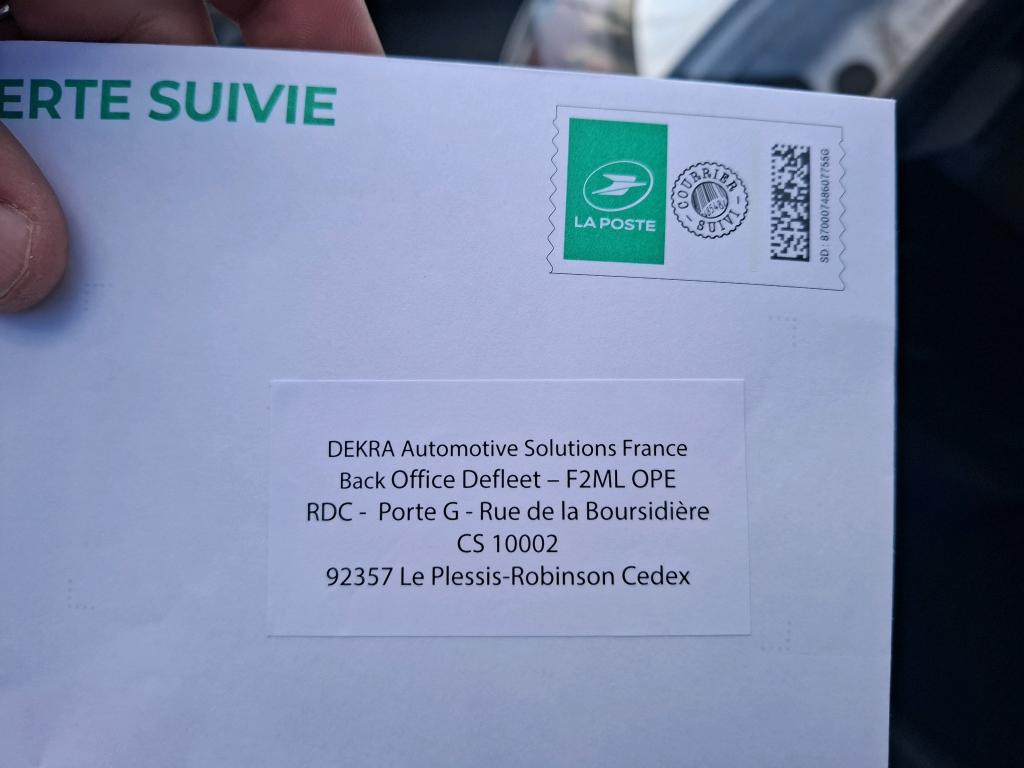 ERTE SUIVIE
LA POSTE
COURRIER
SUIVI
SD : 87000748607755G
DEKRA Automotive Solutions France
Back Office Defleet – F2ML OPE
RDC - Porte G - Rue de la Boursidière
CS 10002
92357 Le Plessis-Robinson Cedex